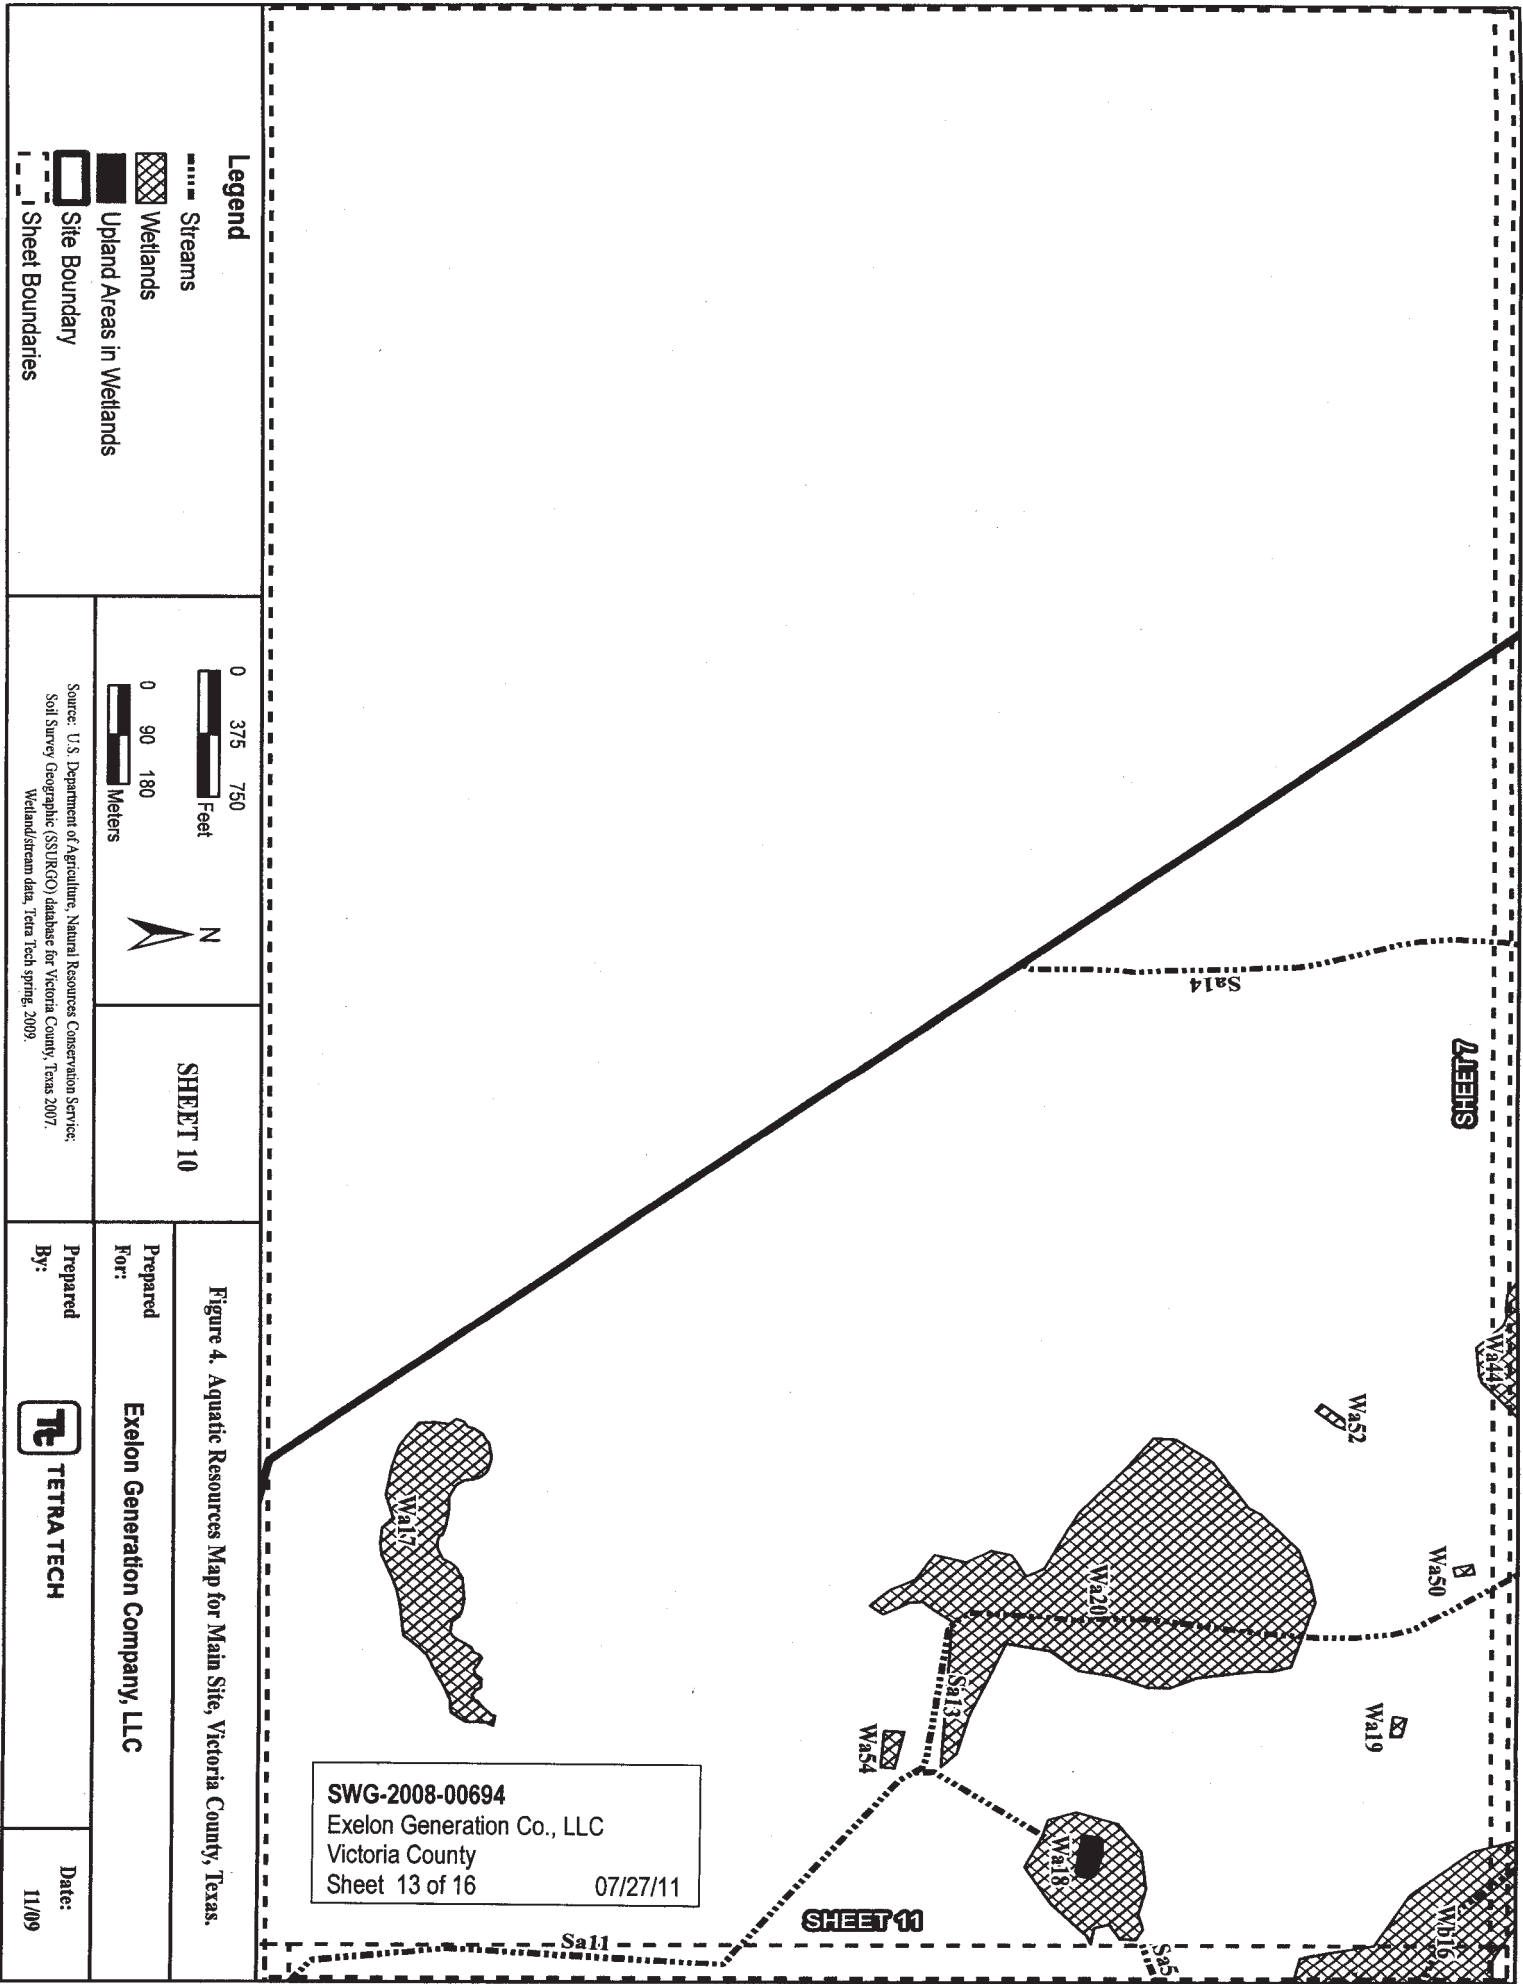 SHEET 7
Wa44
Wa52
Wa50
Wa19
Wb16
Sa14
Wa20
Sa13
Wa54
Wa18
Sa5
SHEET 11
Sa11
Wa17
SWG-2008-00694
Exelon Generation Co., LLC
Victoria County
Sheet 13 of 16 07/27/11
Legend
Streams
Wetlands
Upland Areas in Wetlands
Site Boundary
Sheet Boundaries
0 375 750
Feet
0 90 180
Meters
N
SHEET 10
Source: U.S. Department of Agriculture, Natural Resources Conservation Service;
Soil Survey Geographic (SSURGO) database for Victoria County, Texas 2007.
Wetland/stream data, Tetra Tech spring, 2009.
Figure 4. Aquatic Resources Map for Main Site, Victoria County, Texas.
Prepared
For:
Exelon Generation Company, LLC
Prepared
By:
Tt
TETRA TECH
Date:
11/09